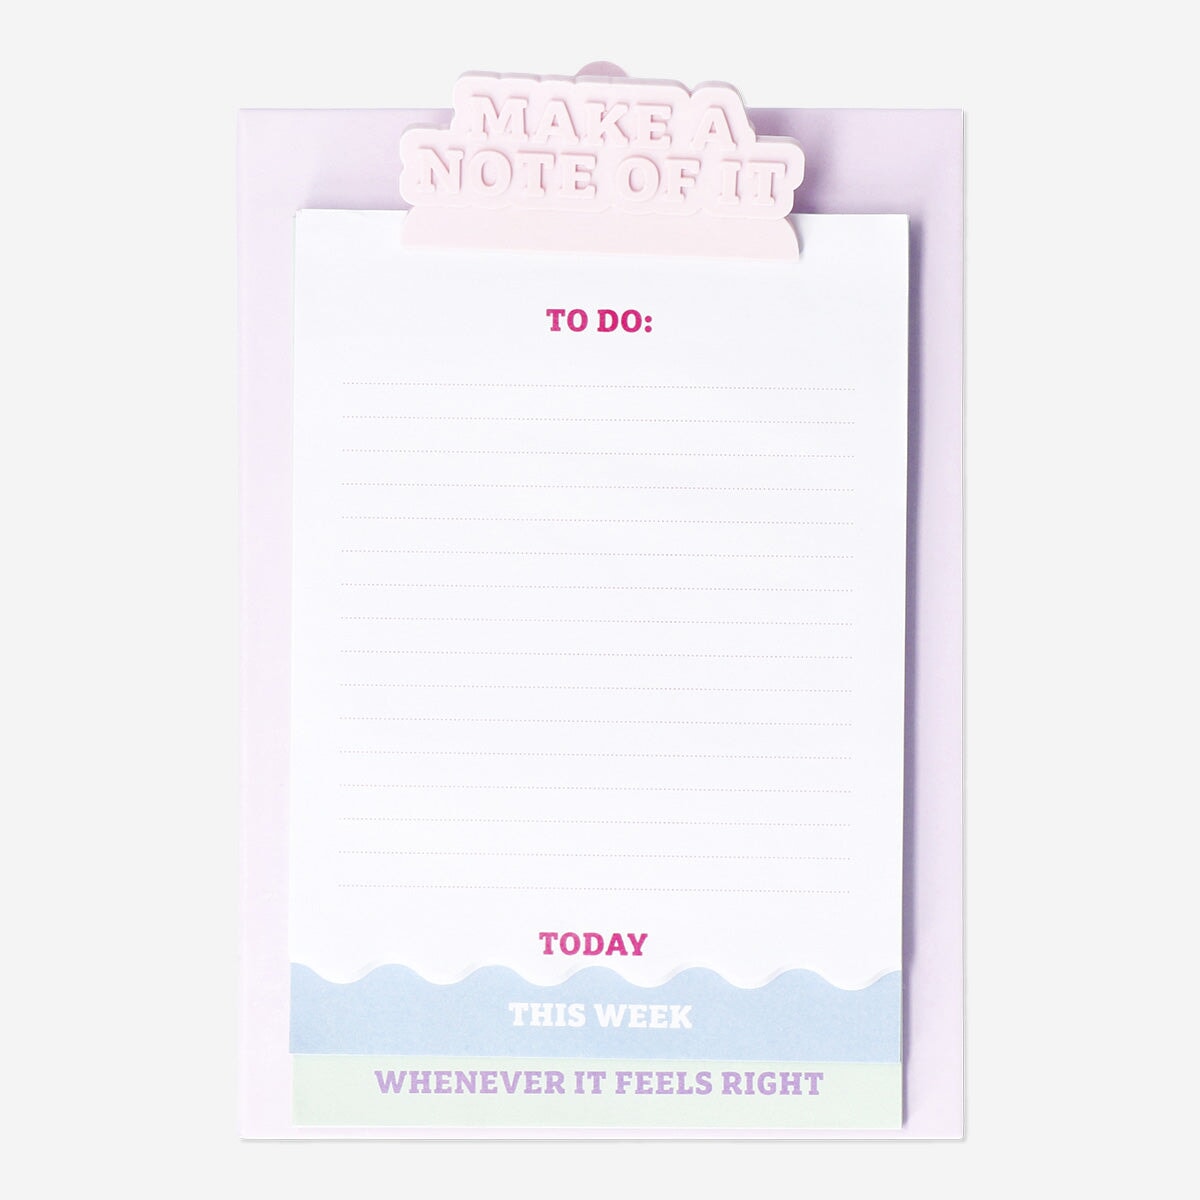 MAKE A
NOTE OF IT
TO DO:
TODAY
THIS WEEK
WHENEVER IT FEELS RIGHT